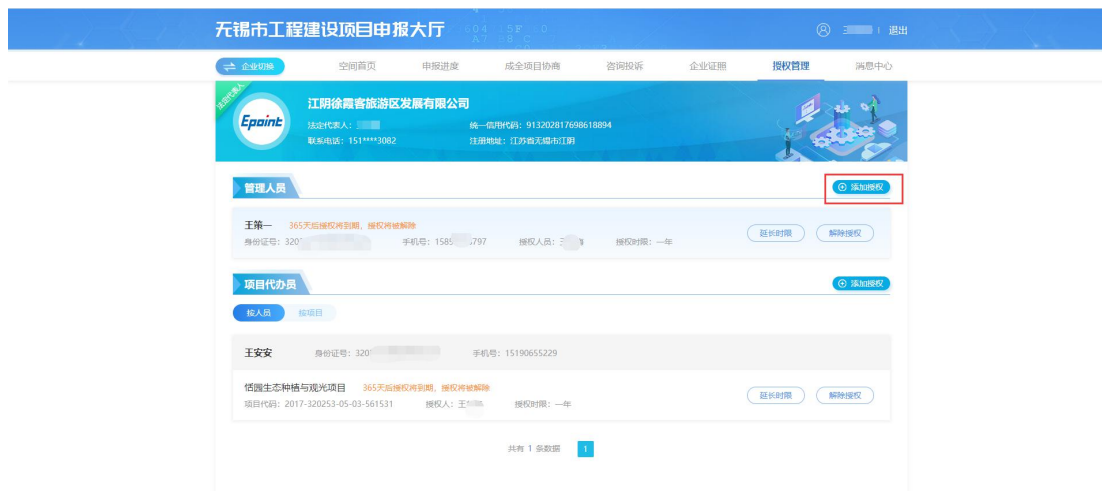 无锡市工程建设项目申报大厅
退出
企业切换 空间首页 申报进度 成全项目协商 咨询投诉 企业证照 授权管理 消息中心
法定代表人
Epoint
江阴徐霞客旅游区发展有限公司
法定代表人： 统一信用代码：913202817698618894
联系电话：151****3082 注册地址：江苏省无锡市江阴
管理人员 添加授权
王策一 365天后授权将到期，授权将被解除
身份证号：320 手机号：1585 797 授权人员：王 授权时限：一年 延长时限 解除授权
项目代办员 添加授权
按人员 按项目
王安安 身份证号：320 手机号：15190655229
恬园生态种植与观光项目 365天后授权将到期，授权将被解除
项目代码：2017-320253-05-03-561531 授权人：王 授权时限：一年 延长时限 解除授权
共有 1 条数据 1